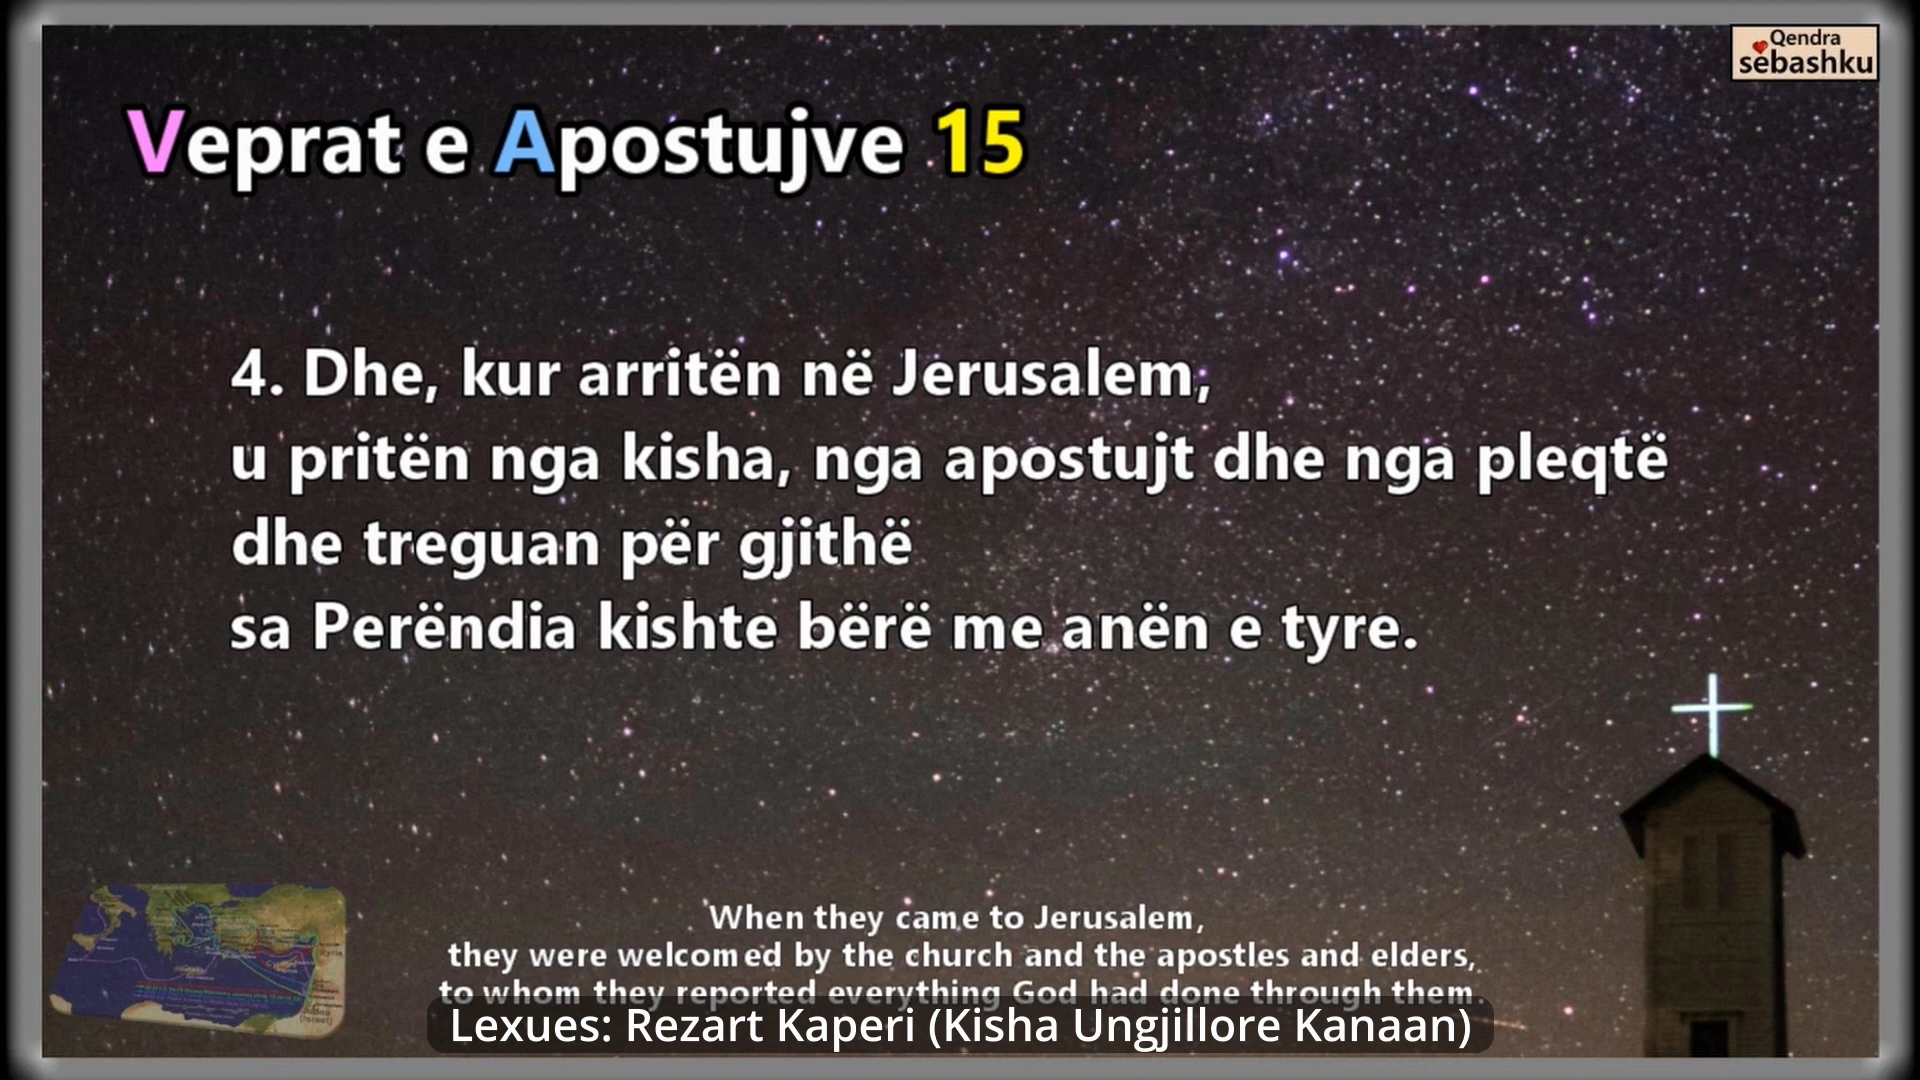 Qendra
sëbashku
Veprat e Apostujve 15
4. Dhe, kur arritën në Jerusalem,
u pritën nga kisha, nga apostujt dhe nga pleqtë
dhe treguan për gjithë
sa Perëndia kishte bërë me anën e tyre.
When they came to Jerusalem,
they were welcomed by the church and the apostles and elders,
to whom they reported everything God had done through them.
Lexues: Rezart Kaperi (Kisha Ungjillore Kanaan)